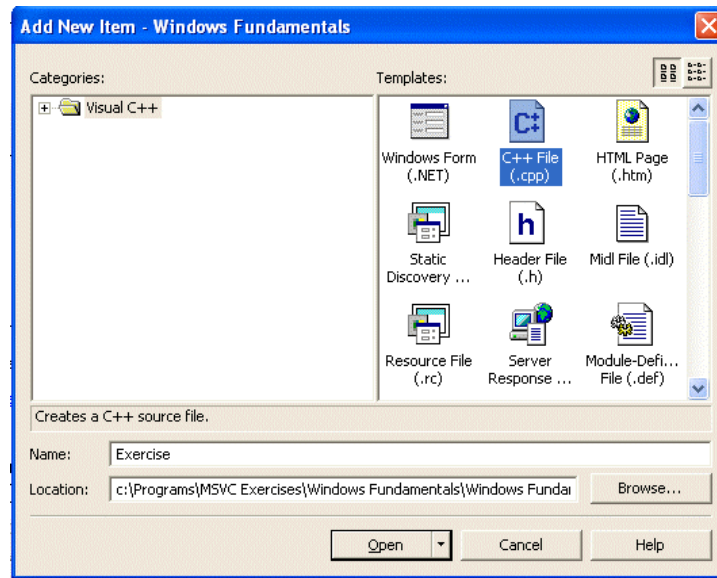 Add New Item - Windows Fundamentals
Categories:
Templates:
Visual C++
Windows Form
(.NET)
C++ File
(.cpp)
HTML Page
(.htm)
Static
Discovery ...
Header File
(.h)
Midl File (.idl)
Resource File
(.rc)
Server
Response ...
Module-Defi...
File (.def)
Creates a C++ source file.
Name:
Exercise
Location:
c:\Programs\MSVC Exercises\Windows Fundamentals\Windows Fundar
Browse...
Open
Cancel
Help